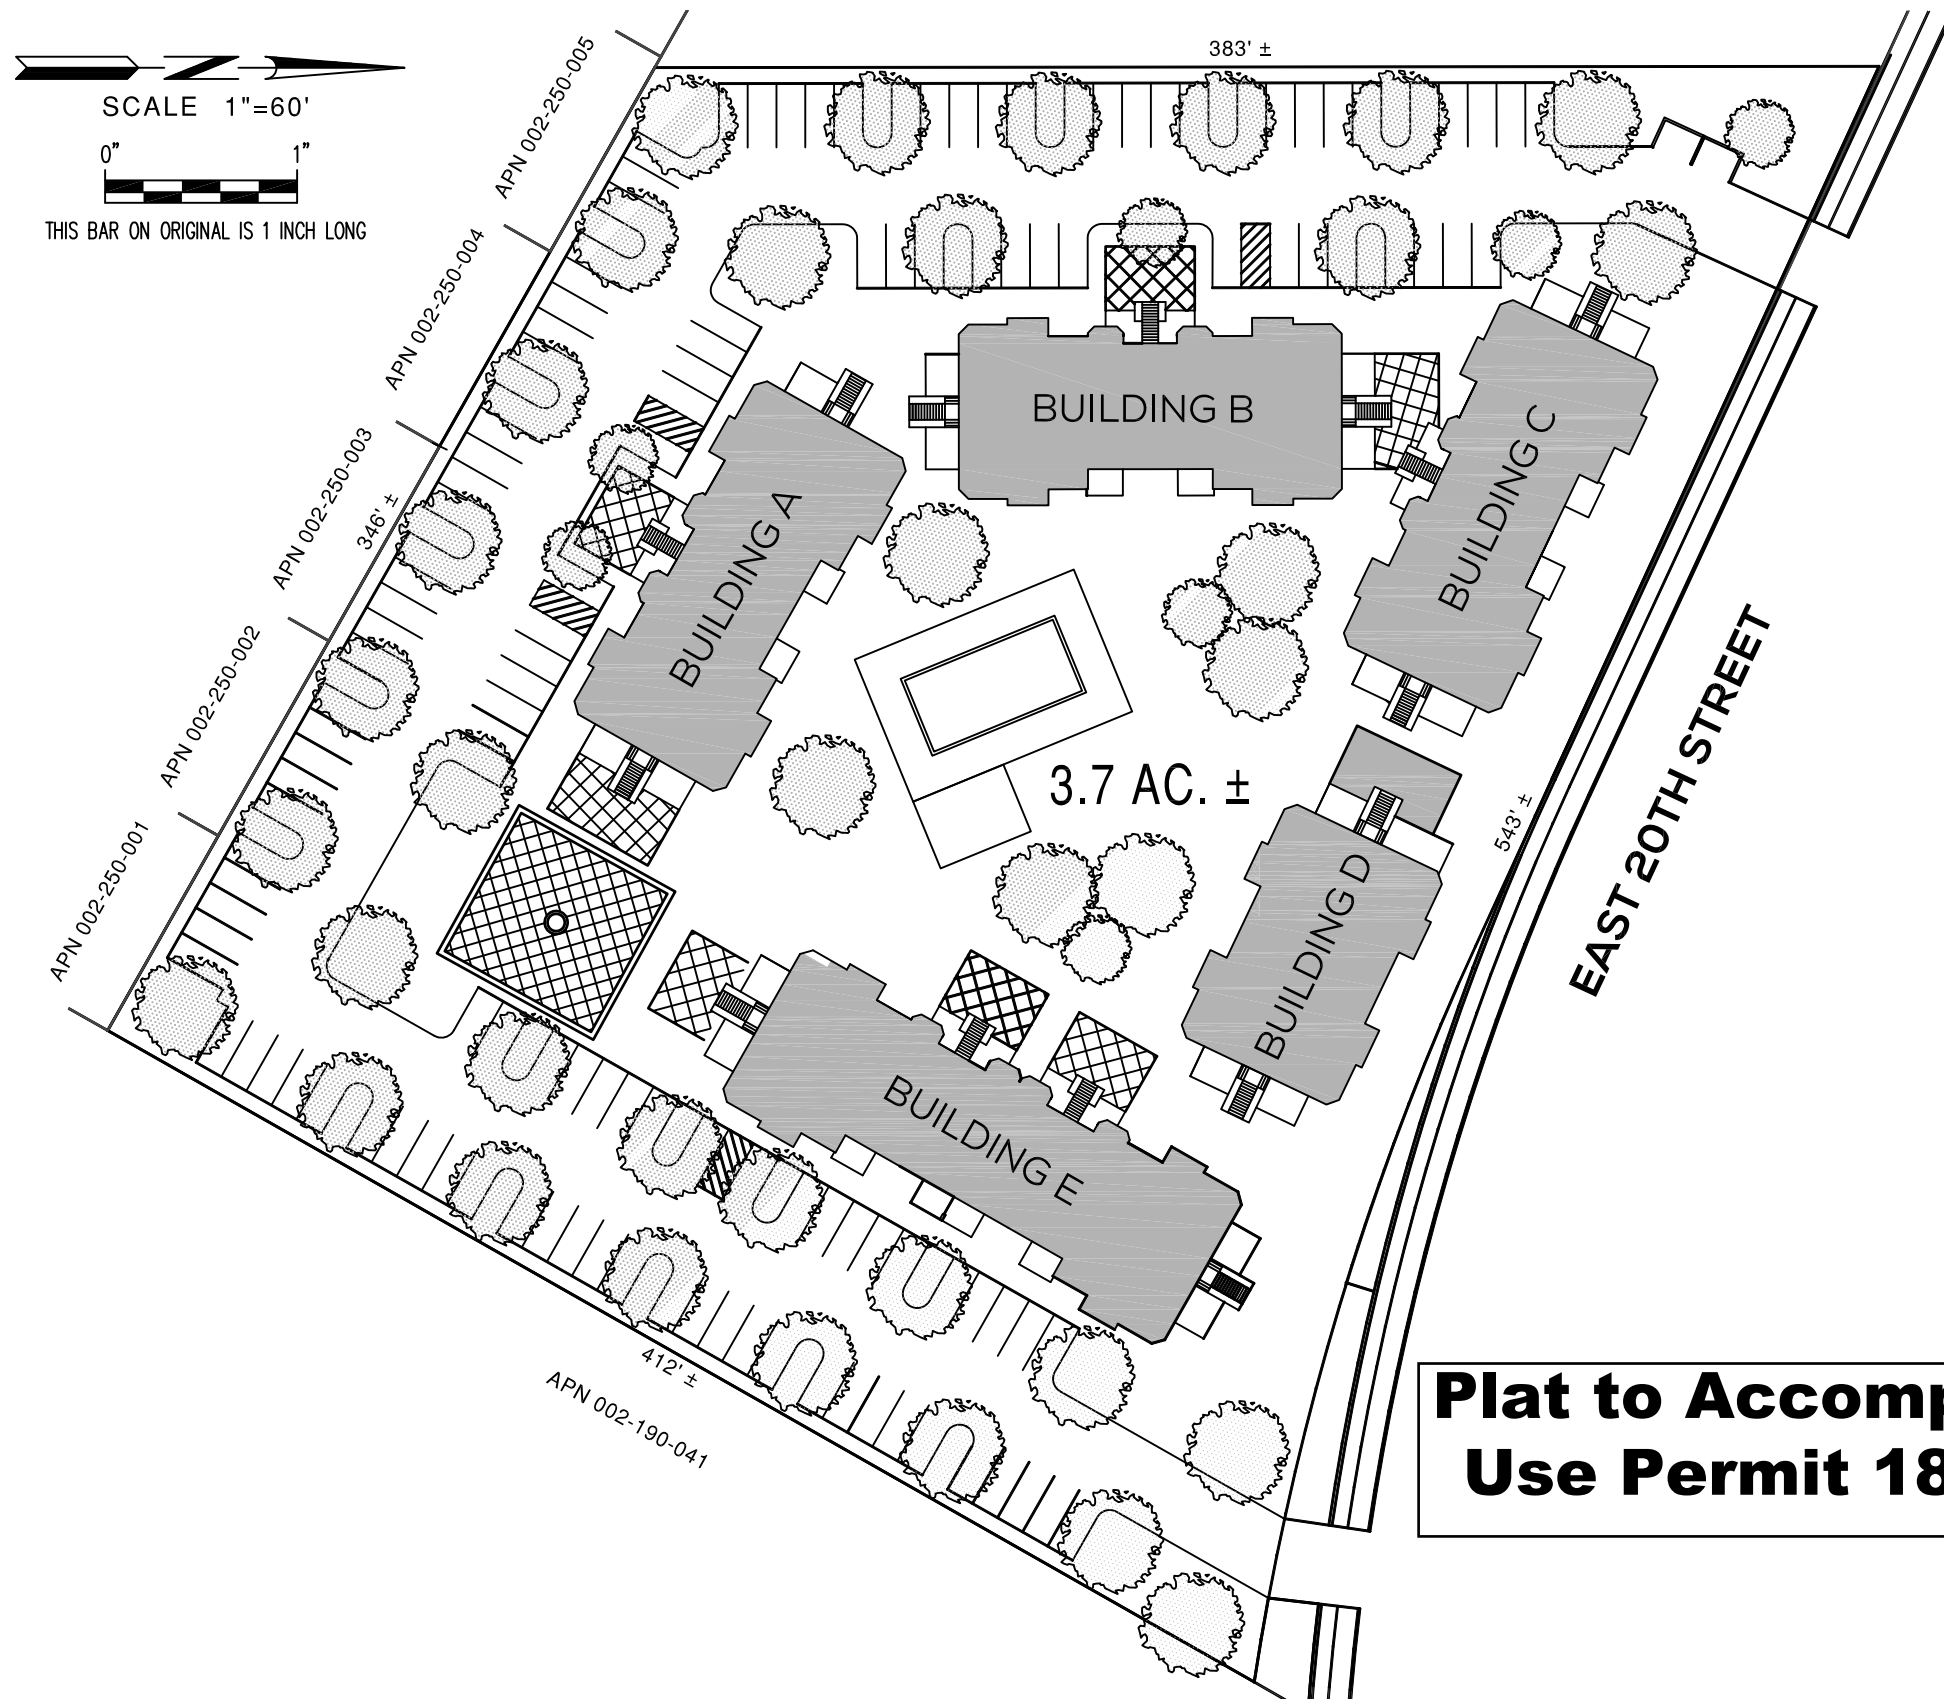 383' ±
SCALE 1"=60'
0" 1"
THIS BAR ON ORIGINAL IS 1 INCH LONG
APN 002-250-005
APN 002-250-004
APN 002-250-003
346' ±
APN 002-250-002
APN 002-250-001
BUILDING A
BUILDING B
BUILDING C
3.7 AC. ±
BUILDING D
543' ±
EAST 20TH STREET
BUILDING E
412' ±
APN 002-190-041
Plat to Accomp
Use Permit 18